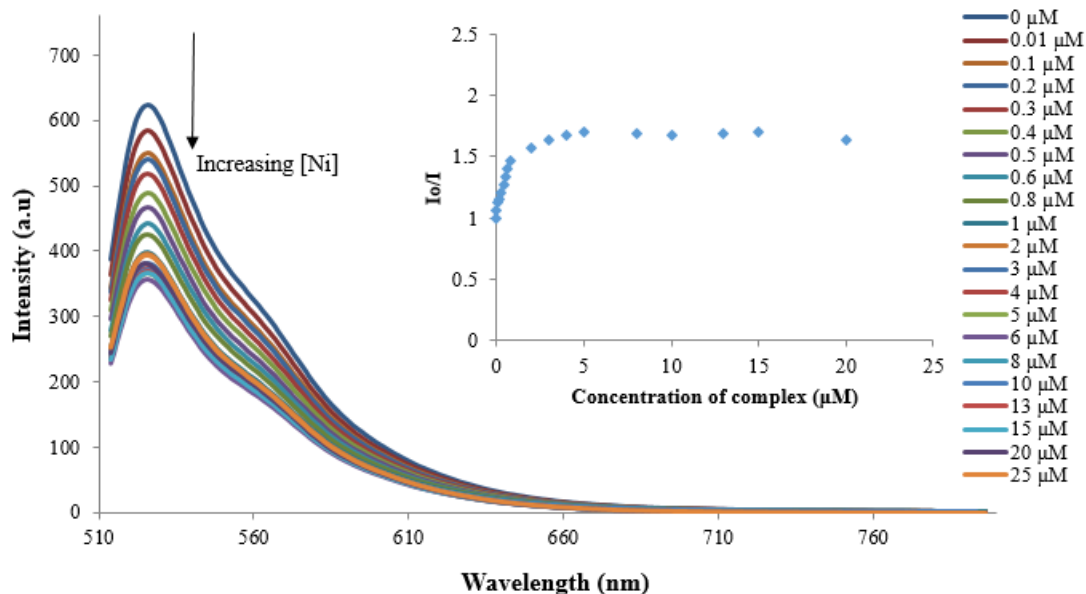 Intensity (a.u)
700
600
500
400
300
200
100
0
510
560
610
660
710
760
Wavelength (nm)
Increasing [Ni]
Io/I
2.5
2
1.5
1
0.5
0
0
5
10
15
20
25
Concentration of complex (µM)
0 µM
0.01 µM
0.1 µM
0.2 µM
0.3 µM
0.4 µM
0.5 µM
0.6 µM
0.8 µM
1 µM
2 µM
3 µM
4 µM
5 µM
6 µM
8 µM
10 µM
13 µM
15 µM
20 µM
25 µM